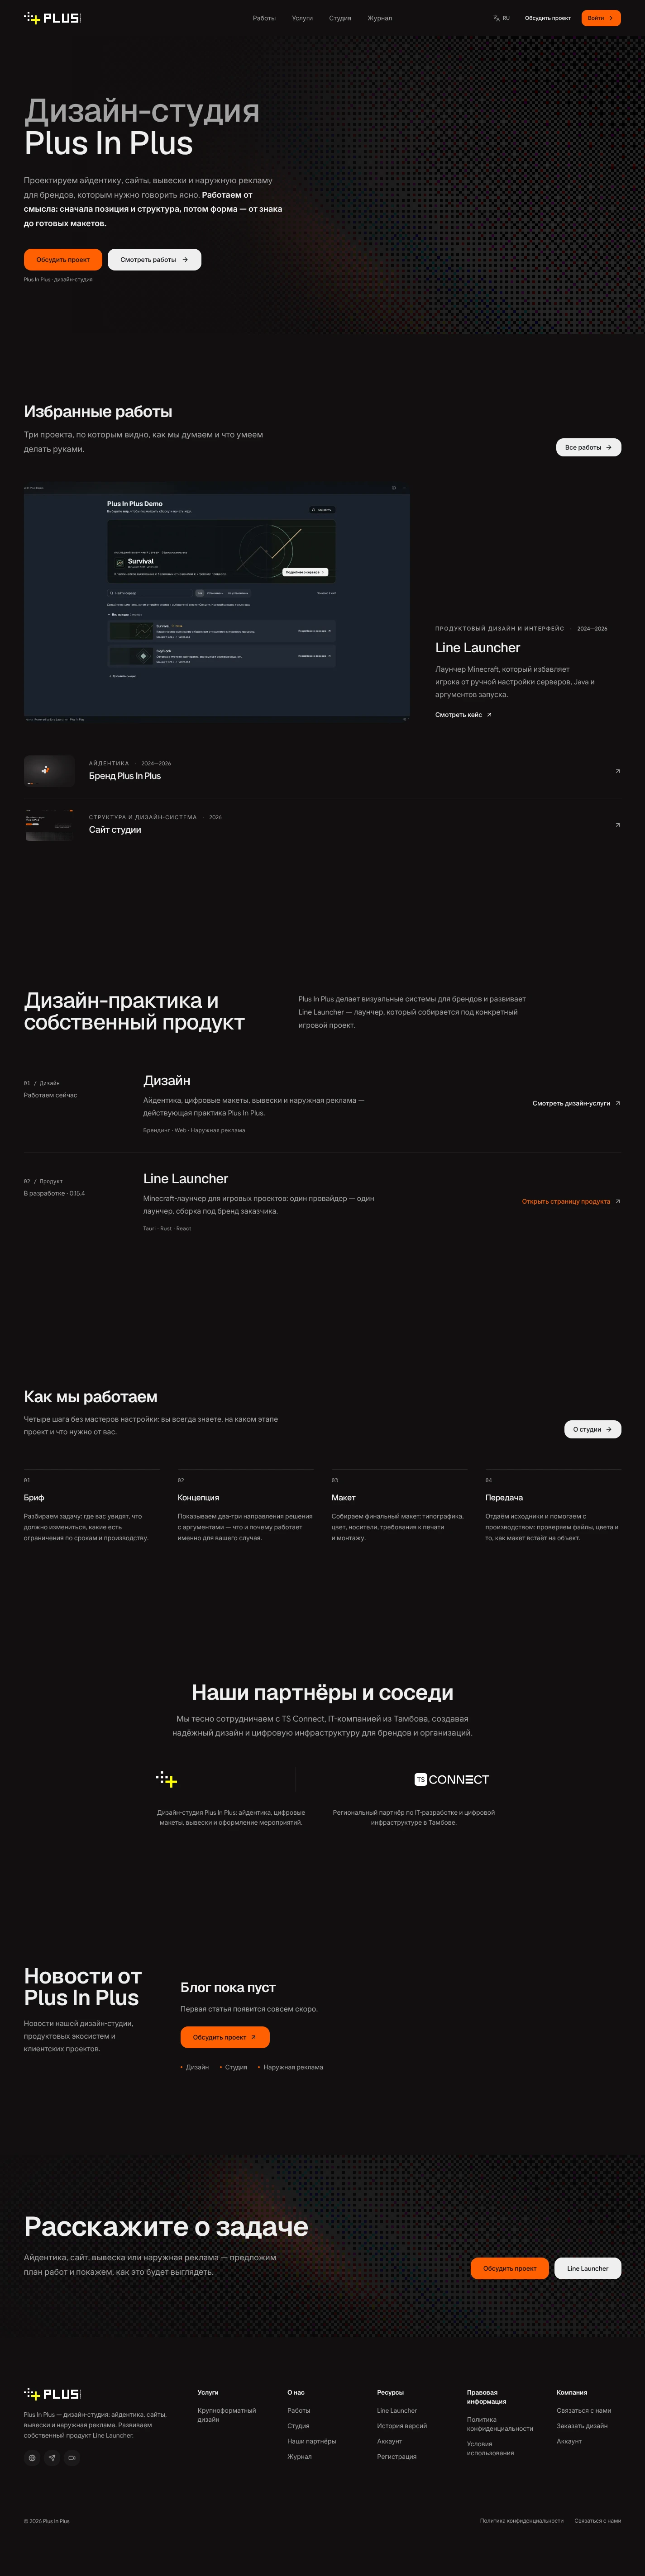 PLUS
Работы Услуги Студия Журнал
RU
Обсудить проект
Войти
Дизайн-студия
Plus In Plus
Проектируем айдентику, сайты, вывески и наружную рекламу
для брендов, которым нужно говорить ясно. Работаем от
смысла: сначала позиция и структура, потом форма — от знака
до готовых макетов.
Обсудить проект
Смотреть работы
Plus In Plus · дизайн-студия
Избранные работы
Три проекта, по которым видно, как мы думаем и что умеем
делать руками.
Все работы
Plus In Plus Demo
Survival
Survival
SkyBlock
ПРОДУКТОВЫЙ ДИЗАЙН И ИНТЕРФЕЙС · 2024—2026
Line Launcher
Лаунчер Minecraft, который избавляет
игрока от ручной настройки серверов, Java и
аргументов запуска.
Смотреть кейс
АЙДЕНТИКА · 2024—2026
Бренд Plus In Plus
СТРУКТУРА И ДИЗАЙН-СИСТЕМА · 2026
Сайт студии
Дизайн-практика и
собственный продукт
Plus In Plus делает визуальные системы для брендов и развивает
Line Launcher — лаунчер, который собирается под конкретный
игровой проект.
01 / Дизайн
Работаем сейчас
Дизайн
Айдентика, цифровые макеты, вывески и наружная реклама —
действующая практика Plus In Plus.
Брендинг · Web · Наружная реклама
Смотреть дизайн-услуги
02 / Продукт
В разработке · 0.15.4
Line Launcher
Minecraft-лаунчер для игровых проектов: один провайдер — один
лаунчер, сборка под бренд заказчика.
Tauri · Rust · React
Открыть страницу продукта
Как мы работаем
Четыре шага без мастеров настройки: вы всегда знаете, на каком этапе
проект и что нужно от вас.
О студии
01
Бриф
Разбираем задачу: где вас увидят, что
должно измениться, какие есть
ограничения по срокам и производству.
02
Концепция
Показываем два-три направления решения
с аргументами — что и почему работает
именно для вашего случая.
03
Макет
Собираем финальный макет: типографика,
цвет, носители, требования к печати
и монтажу.
04
Передача
Отдаём исходники и помогаем с
производством: проверяем файлы, цвета и
то, как макет встаёт на объект.
Наши партнёры и соседи
Мы тесно сотрудничаем с TS Connect, IT-компанией из Тамбова, создавая
надёжный дизайн и цифровую инфраструктуру для брендов и организаций.
TS CONNECT
Дизайн-студия Plus In Plus: айдентика, цифровые
макеты, вывески и оформление мероприятий.
Региональный партнёр по IT-разработке и цифровой
инфраструктуре в Тамбове.
Новости от
Plus In Plus
Новости нашей дизайн-студии,
продуктовых экосистем и
клиентских проектов.
Блог пока пуст
Первая статья появится совсем скоро.
Обсудить проект
• Дизайн • Студия • Наружная реклама
Расскажите о задаче
Айдентика, сайт, вывеска или наружная реклама — предложим
план работ и покажем, как это будет выглядеть.
Обсудить проект
Line Launcher
PLUS
Plus In Plus — дизайн-студия: айдентика, сайты,
вывески и наружная реклама. Развиваем
собственный продукт Line Launcher.
Услуги
Крупноформатный
дизайн
О нас
Работы
Студия
Наши партнёры
Журнал
Ресурсы
Line Launcher
История версий
Аккаунт
Регистрация
Правовая
информация
Политика
конфиденциальности
Условия
использования
Компания
Связаться с нами
Заказать дизайн
Аккаунт
© 2026 Plus In Plus
Политика конфиденциальности
Связаться с нами